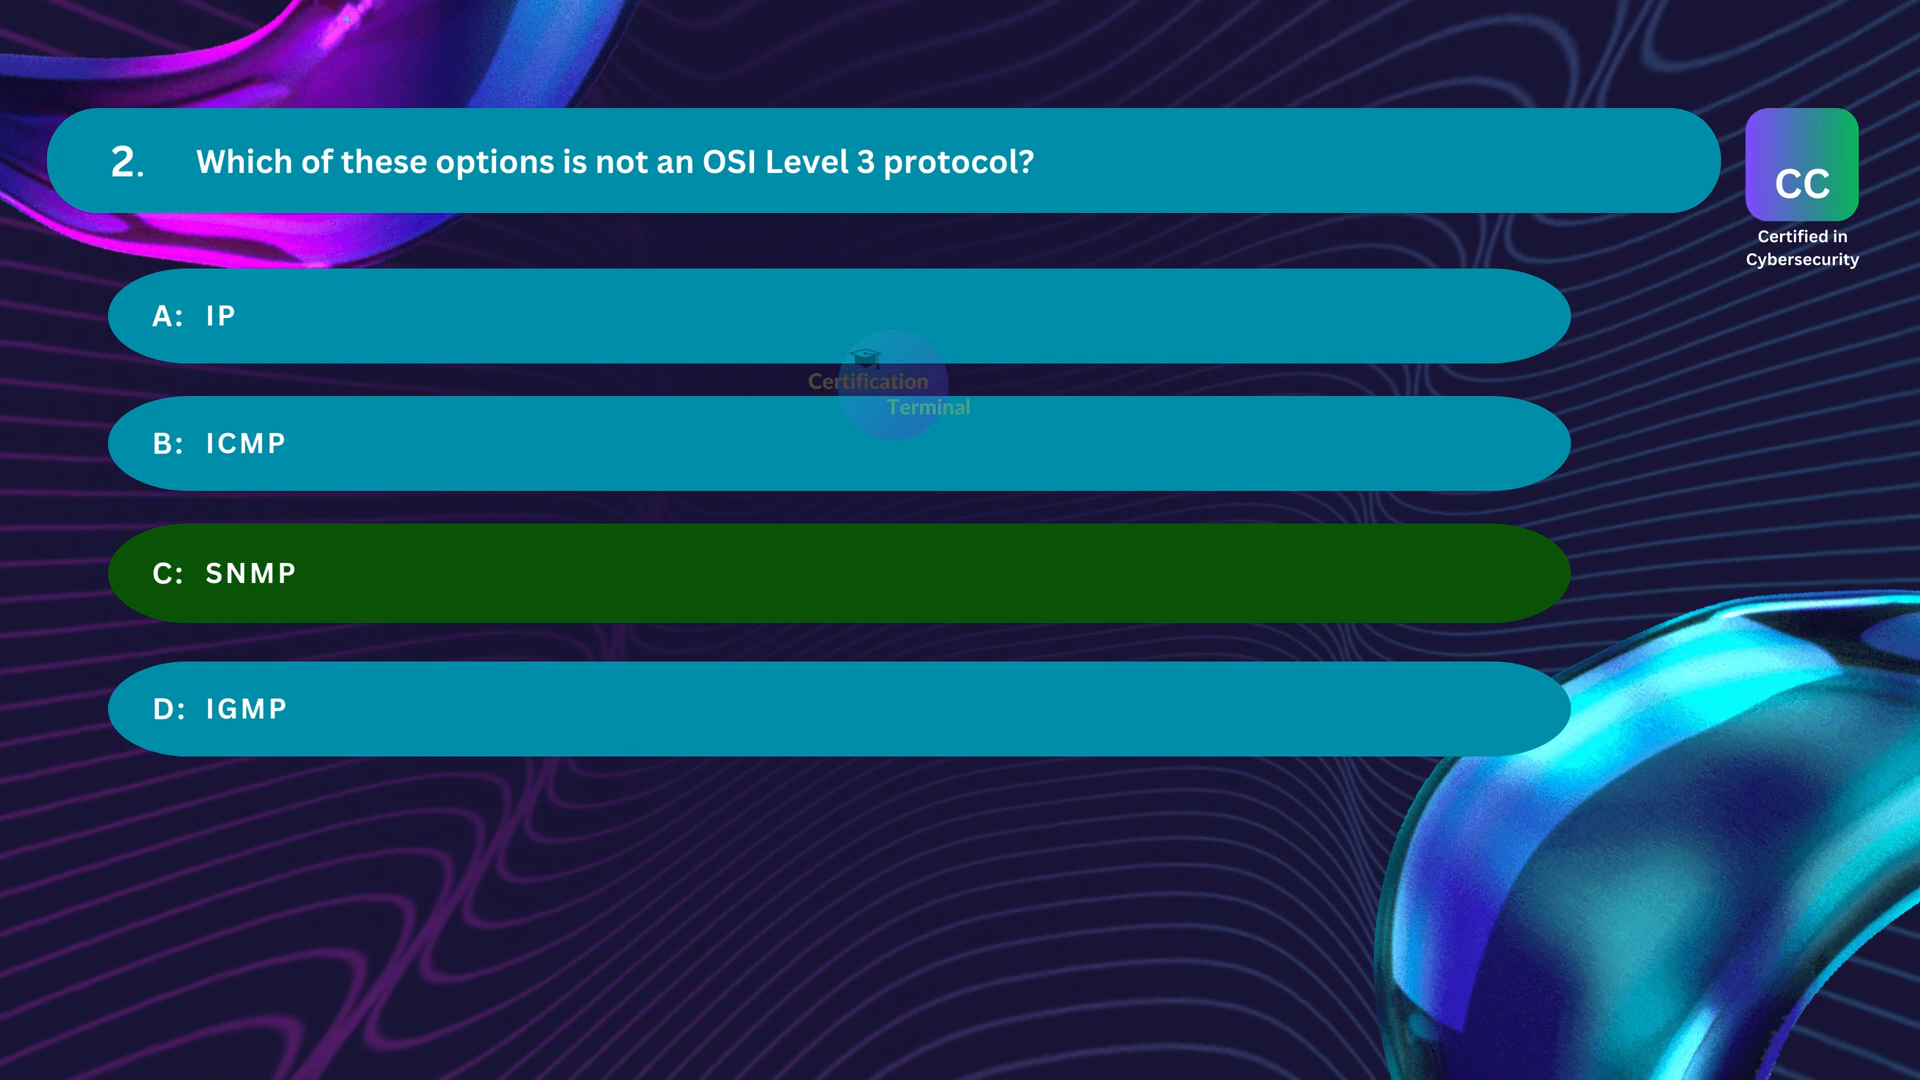 2. Which of these options is not an OSI Level 3 protocol?
CC
Certified in
Cybersecurity
A: IP
Certification
Terminal
B: ICMP
C: SNMP
D: IGMP